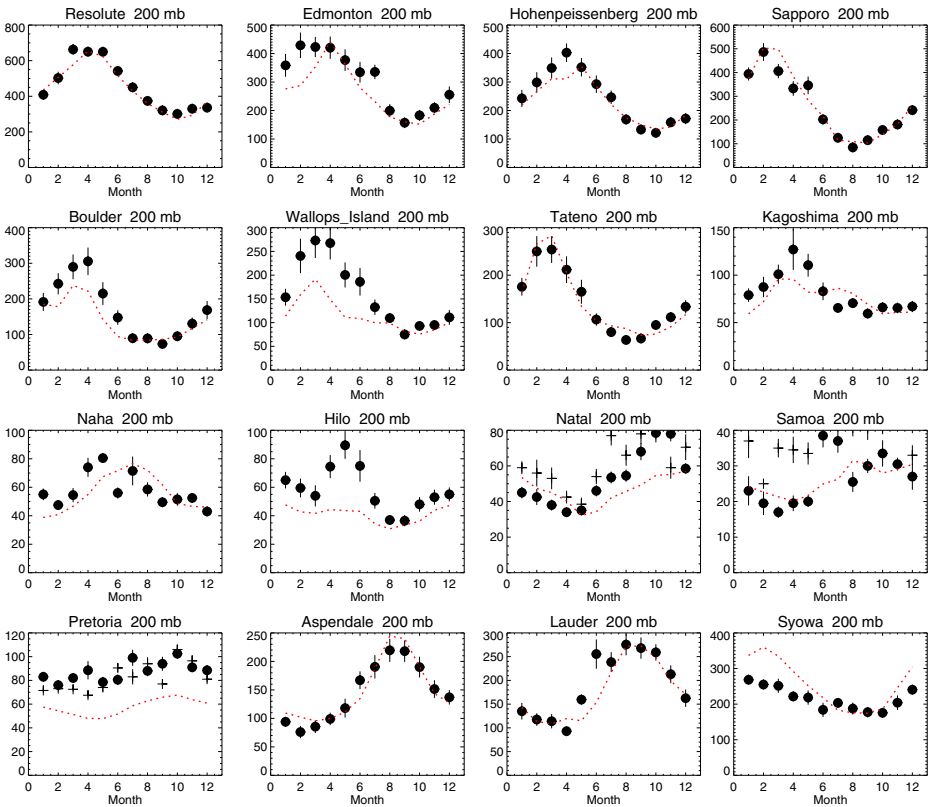 Resolute 200 mb
Edmonton 200 mb
Hohenpeissenberg 200 mb
Sapporo 200 mb
800
600
400
200
0
0 2 4 6 8 10 12
Month
500
400
300
200
100
0
0 2 4 6 8 10 12
Month
500
400
300
200
100
0
0 2 4 6 8 10 12
Month
600
500
400
300
200
100
0
0 2 4 6 8 10 12
Month
Boulder 200 mb
Wallops_Island 200 mb
Tateno 200 mb
Kagoshima 200 mb
400
300
200
100
0
0 2 4 6 8 10 12
Month
300
250
200
150
100
50
0
0 2 4 6 8 10 12
Month
300
200
100
0
0 2 4 6 8 10 12
Month
150
100
50
0
0 2 4 6 8 10 12
Month
Naha 200 mb
Hilo 200 mb
Natal 200 mb
Samoa 200 mb
100
80
60
40
20
0
0 2 4 6 8 10 12
Month
100
80
60
40
20
0
0 2 4 6 8 10 12
Month
80
60
40
20
0
0 2 4 6 8 10 12
Month
40
30
20
10
0
0 2 4 6 8 10 12
Month
Pretoria 200 mb
Aspendale 200 mb
Lauder 200 mb
Syowa 200 mb
120
100
80
60
40
20
0
0 2 4 6 8 10 12
Month
250
200
150
100
50
0
0 2 4 6 8 10 12
Month
300
200
100
0
0 2 4 6 8 10 12
Month
400
300
200
100
0
0 2 4 6 8 10 12
Month